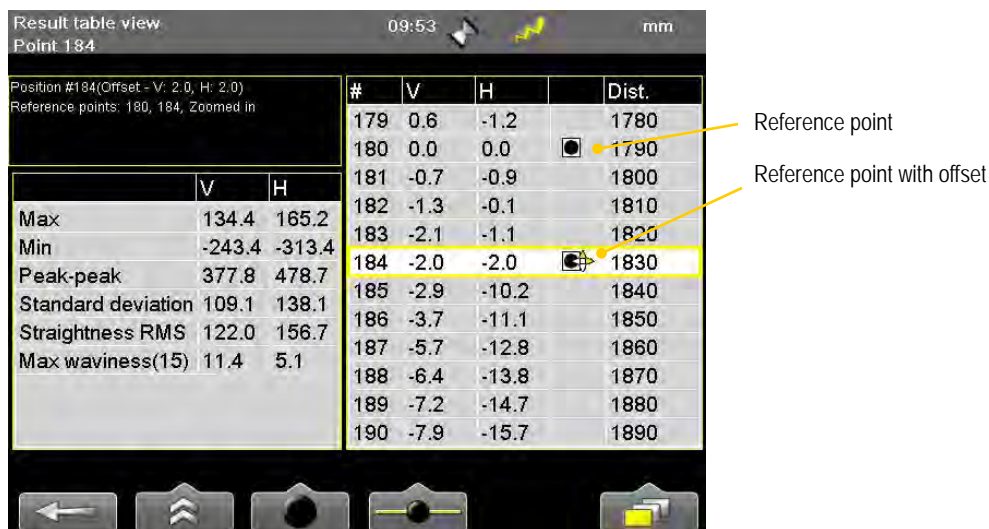 Result table view
Point 184
09:53
mm
Position #184(Offset - V: 2.0, H: 2.0)
Reference points: 180, 184, Zoomed in
V H
Max 134.4 165.2
Min -243.4 -313.4
Peak-peak 377.8 478.7
Standard deviation 109.1 138.1
Straightness RMS 122.0 156.7
Max waviness(15) 11.4 5.1
# V H Dist.
179 0.6 -1.2 1780
180 0.0 0.0 1790
181 -0.7 -0.9 1800
182 -1.3 -0.1 1810
183 -2.1 -1.1 1820
184 -2.0 -2.0 1830
185 -2.9 -10.2 1840
186 -3.7 -11.1 1850
187 -5.7 -12.8 1860
188 -6.4 -13.8 1870
189 -7.2 -14.7 1880
190 -7.9 -15.7 1890
Reference point
Reference point with offset